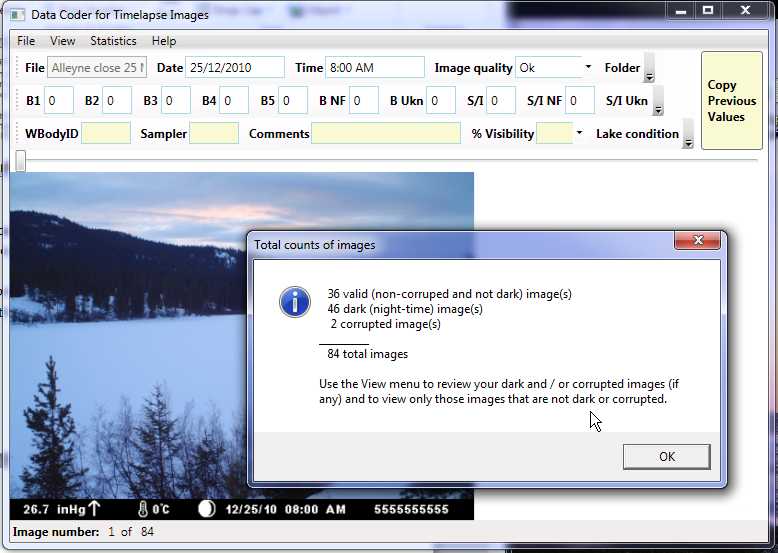 Data Coder for Timelapse Images
File View Statistics Help
File Alleyne close 25 Date 25/12/2010 Time 8:00 AM Image quality Ok Folder
B1 0 B2 0 B3 0 B4 0 B5 0 B NF 0 B Ukn 0 S/I 0 S/I NF 0 S/I Ukn
WBodyID Sampler Comments % Visibility Lake condition
Copy
Previous
Values
Total counts of images
36 valid (non-corruped and not dark) image(s)
46 dark (night-time) image(s)
2 corrupted image(s)
84 total images
Use the View menu to review your dark and / or corrupted images (if
any) and to view only those images that are not dark or corrupted.
OK
26.7 inHg 0°C 12/25/10 08:00 AM 5555555555
Image number: 1 of 84